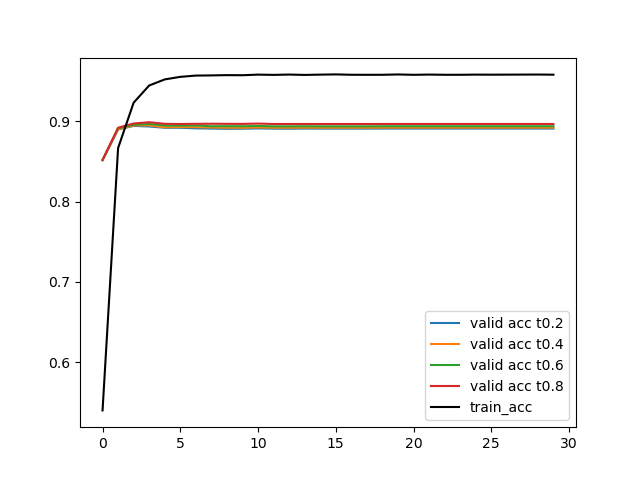 0.9
0.8
0.7
0.6
0 5 10 15 20 25 30
valid acc t0.2
valid acc t0.4
valid acc t0.6
valid acc t0.8
train_acc